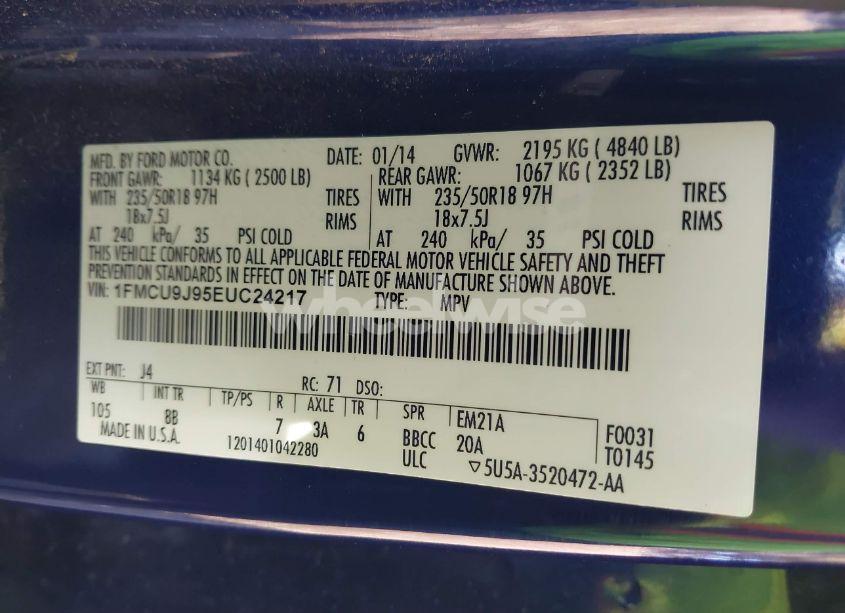 MFD. BY FORD MOTOR CO. DATE: 01/14 GVWR: 2195 KG ( 4840 LB)
FRONT GAWR: 1134 KG ( 2500 LB) REAR GAWR: 1067 KG ( 2352 LB)
WITH 235/50R18 97H TIRES WITH 235/50R18 97H TIRES
18x7.5J RIMS 18x7.5J RIMS
AT 240 kPa/ 35 PSI COLD AT 240 kPa/ 35 PSI COLD
THIS VEHICLE CONFORMS TO ALL APPLICABLE FEDERAL MOTOR VEHICLE SAFETY AND THEFT
PREVENTION STANDARDS IN EFFECT ON THE DATE OF MANUFACTURE SHOWN ABOVE.
VIN: 1FMCU9J95EUC24217 TYPE: MPV
wheelwise
EXT PNT: J4 RC: 71 DSO:
WB INT TR TP/PS R AXLE TR SPR EM21A F0031
105 8B 7 3A 6 BBCC 20A T0145
MADE IN U.S.A. 1201401042280 ULC ▽5U5A-3520472-AA